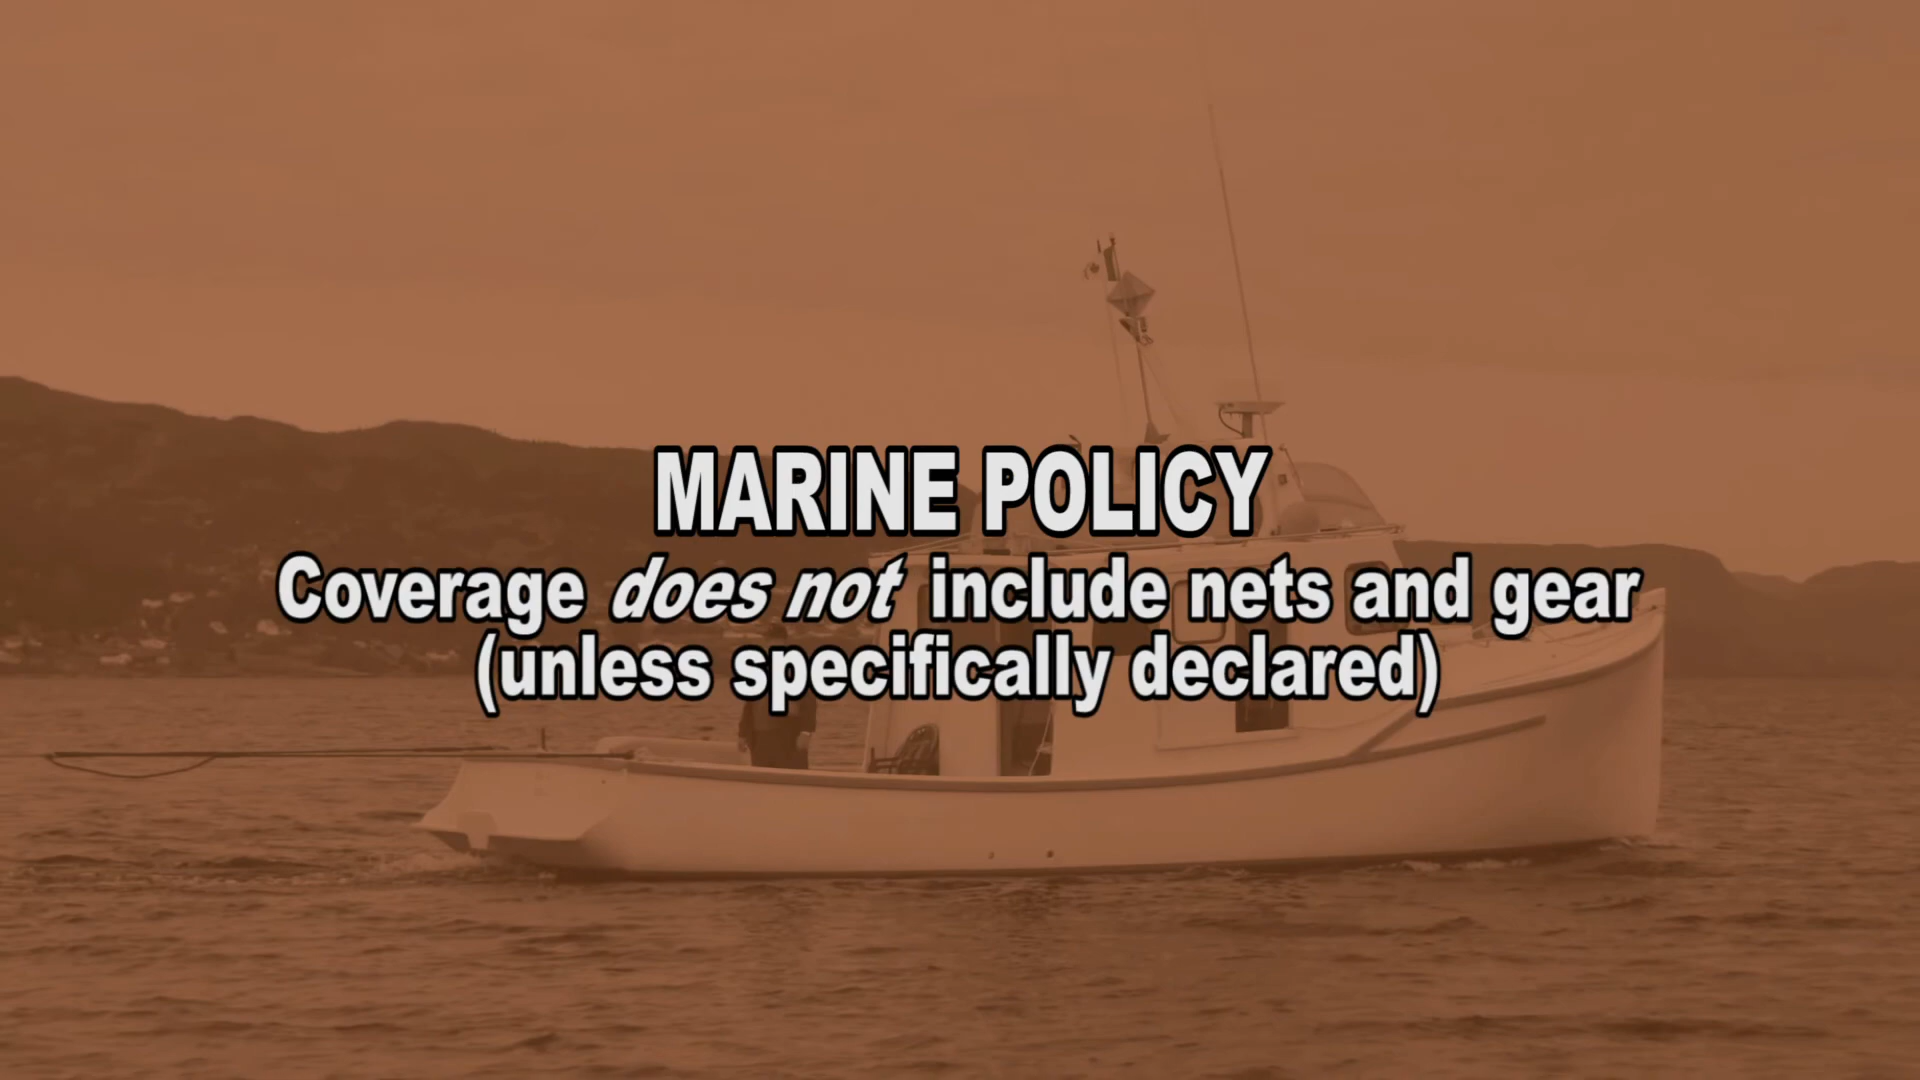 MARINE POLICY
Coverage does not include nets and gear
(unless specifically declared)